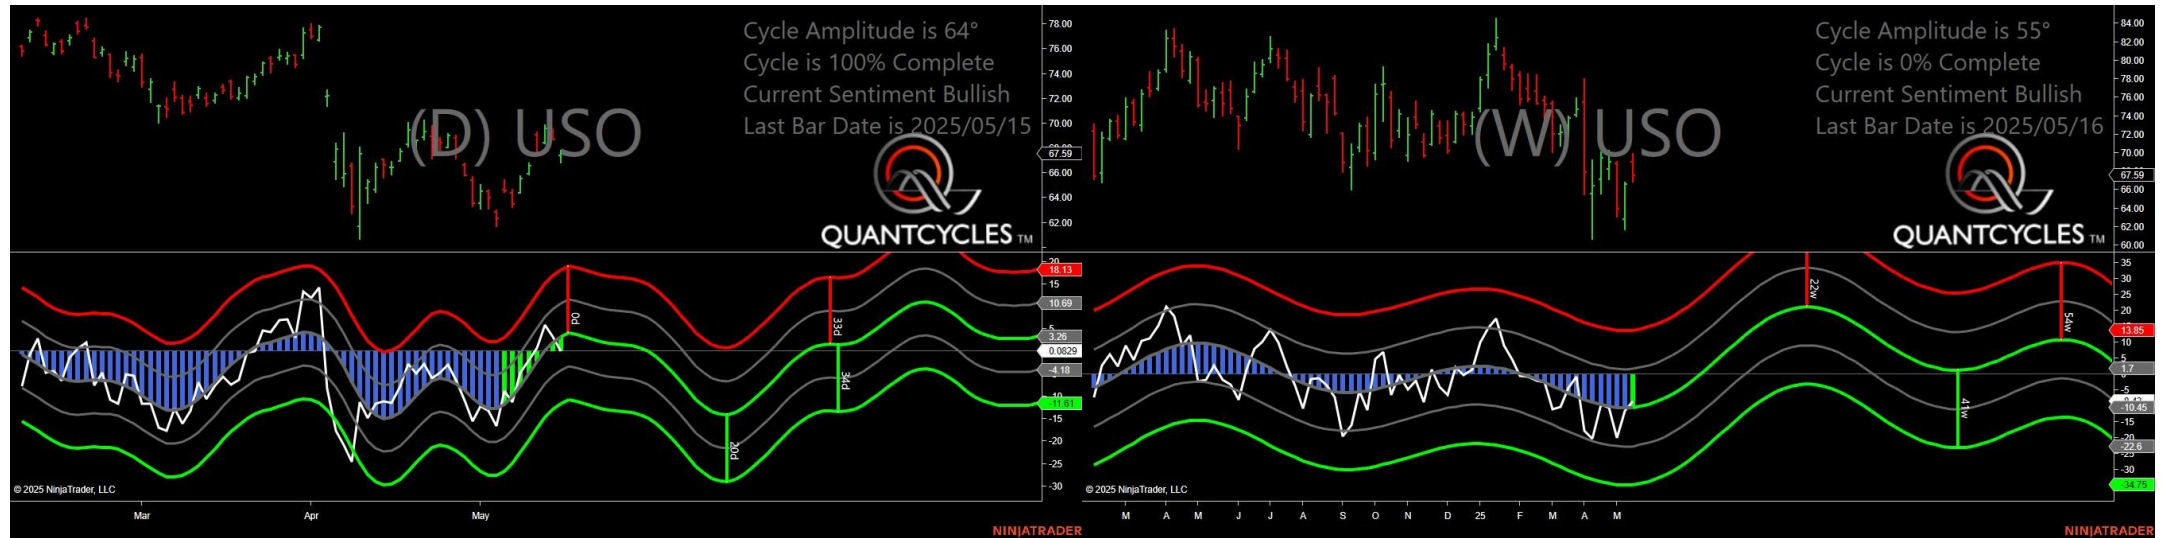 Cycle Amplitude is 64°
Cycle is 100% Complete
Current Sentiment Bullish
Last Bar Date is 2025/05/15
(D) USO
QUANTCYCLES TM
78.00
76.00
74.00
72.00
70.00
67.59
66.00
64.00
62.00
20
18.13
15
10.69
5
3.26
0.0829
-4.18
-11.61
-15
-20
-25
-30
0d
20d
33d
34d
© 2025 NinjaTrader, LLC
Mar
Apr
May
NINJATRADER
Cycle Amplitude is 55°
Cycle is 0% Complete
Current Sentiment Bullish
Last Bar Date is 2025/05/16
(W) USO
QUANTCYCLES TM
84.00
82.00
80.00
78.00
76.00
74.00
72.00
70.00
67.59
66.00
64.00
62.00
60.00
35
30
25
20
13.85
10
5
1.7
-5
-10.45
-15
-20
-22.6
-25
-30
-34.75
22w
41w
54w
© 2025 NinjaTrader, LLC
M A M J J A S O N D 25 F M A M
NINJATRADER